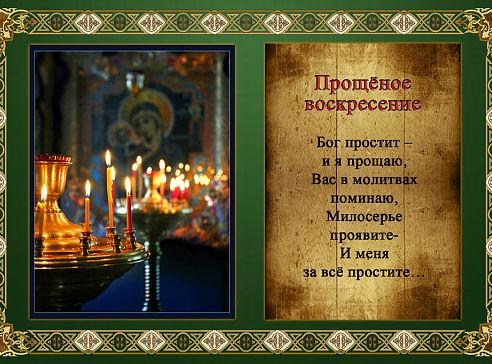 Прощёное
воскресение
Бог простит –
и я прощаю,
Вас в молитвах
поминаю,
Милосерье
проявите-
И меня
за всё простите...